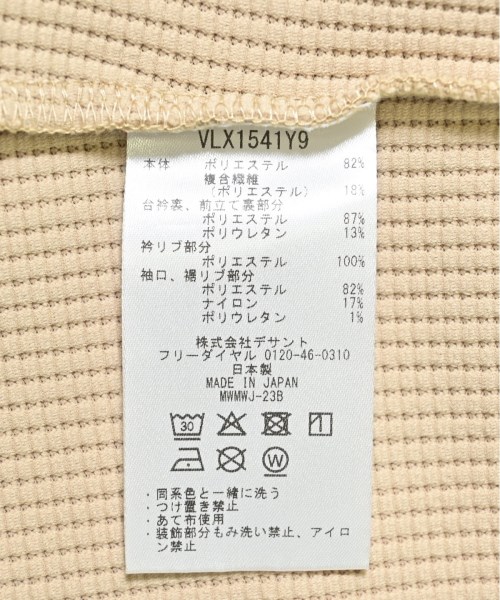 VLX1541Y9
本体 ポリエステル 82%
複合繊維
(ポリエステル) 18%
台衿裏、前立て裏部分
ポリエステル 87%
ポリウレタン 13%
衿リブ部分
ポリエステル 100%
袖口、裾リブ部分
ポリエステル 82%
ナイロン 17%
ポリウレタン 1%
株式会社デサント
フリーダイヤル 0120-46-0310
日本製
MADE IN JAPAN
MWMWJ-23B
30
W
・同系色と一緒に洗う
・つけ置き禁止
・あて布使用
・装飾部分もみ洗い禁止、アイロ
ン禁止